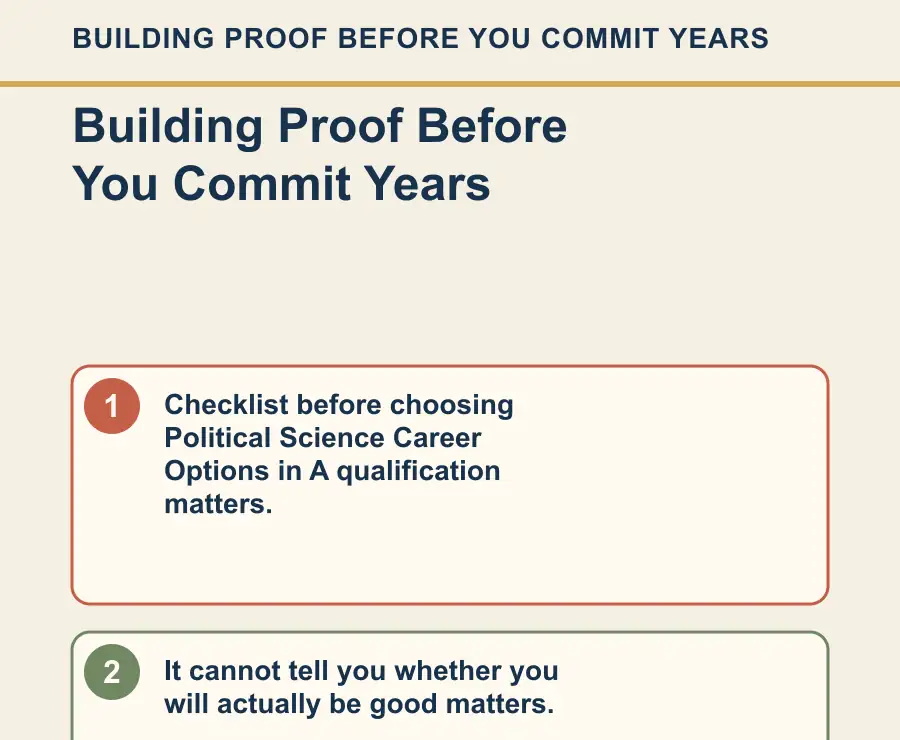 BUILDING PROOF BEFORE YOU COMMIT YEARS
Building Proof Before
You Commit Years
1
Checklist before choosing
Political Science Career
Options in A qualification
matters.
2
It cannot tell you whether you
will actually be good matters.